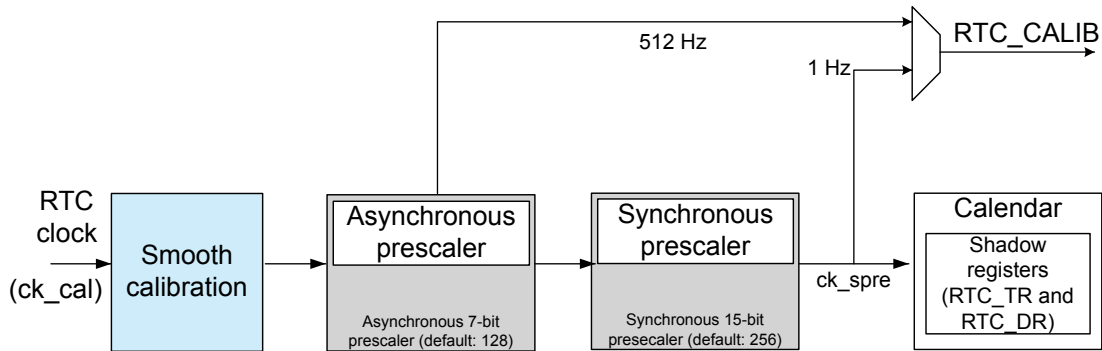 512 Hz
RTC_CALIB
1 Hz
RTC
clock
(ck_cal)
Smooth
calibration
Asynchronous
prescaler
Asynchronous 7-bit
prescaler (default: 128)
Synchronous
prescaler
Synchronous 15-bit
presecaler (default: 256)
ck_spre
Calendar
Shadow
registers
(RTC_TR and
RTC_DR)